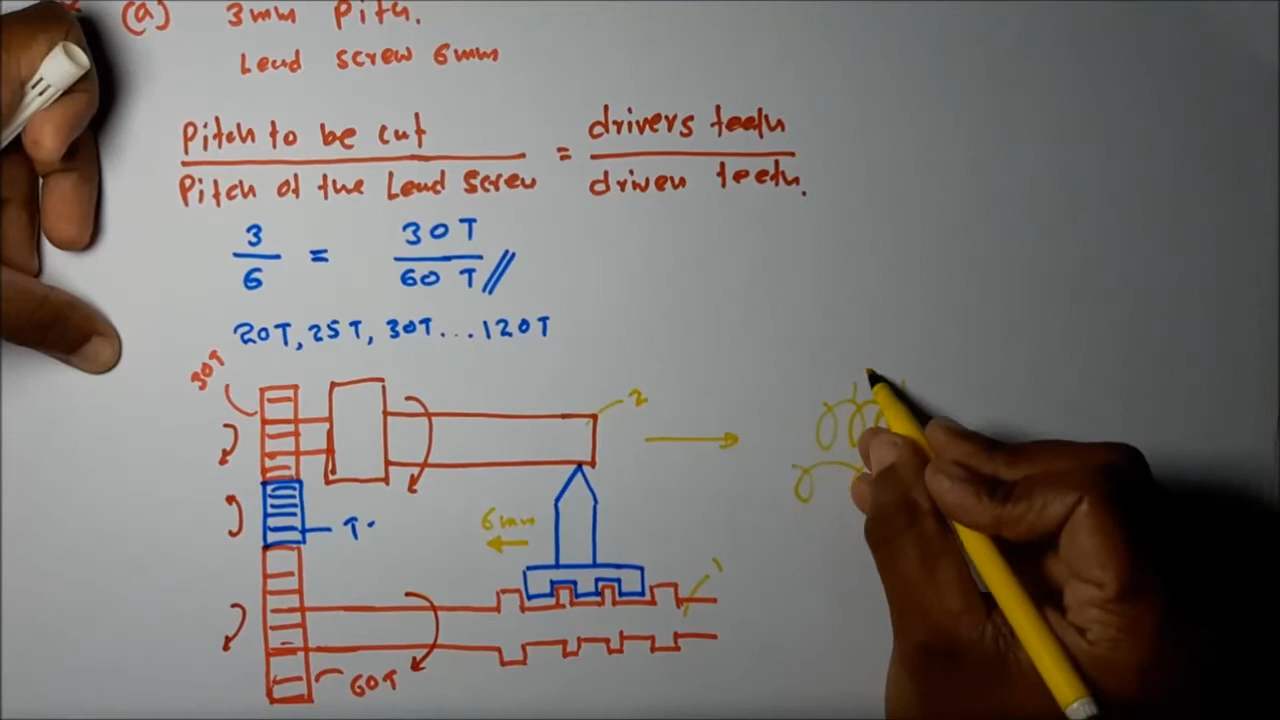 (a) 3mm Pitch.
Lead screw 6mm
Pitch to be cut = drivers teeth
Pitch of the Lead Screw driven teeth.
3 = 30T
6 60T//
20T, 25T, 30T...120T
30T
2
6mm
T.
1
60T